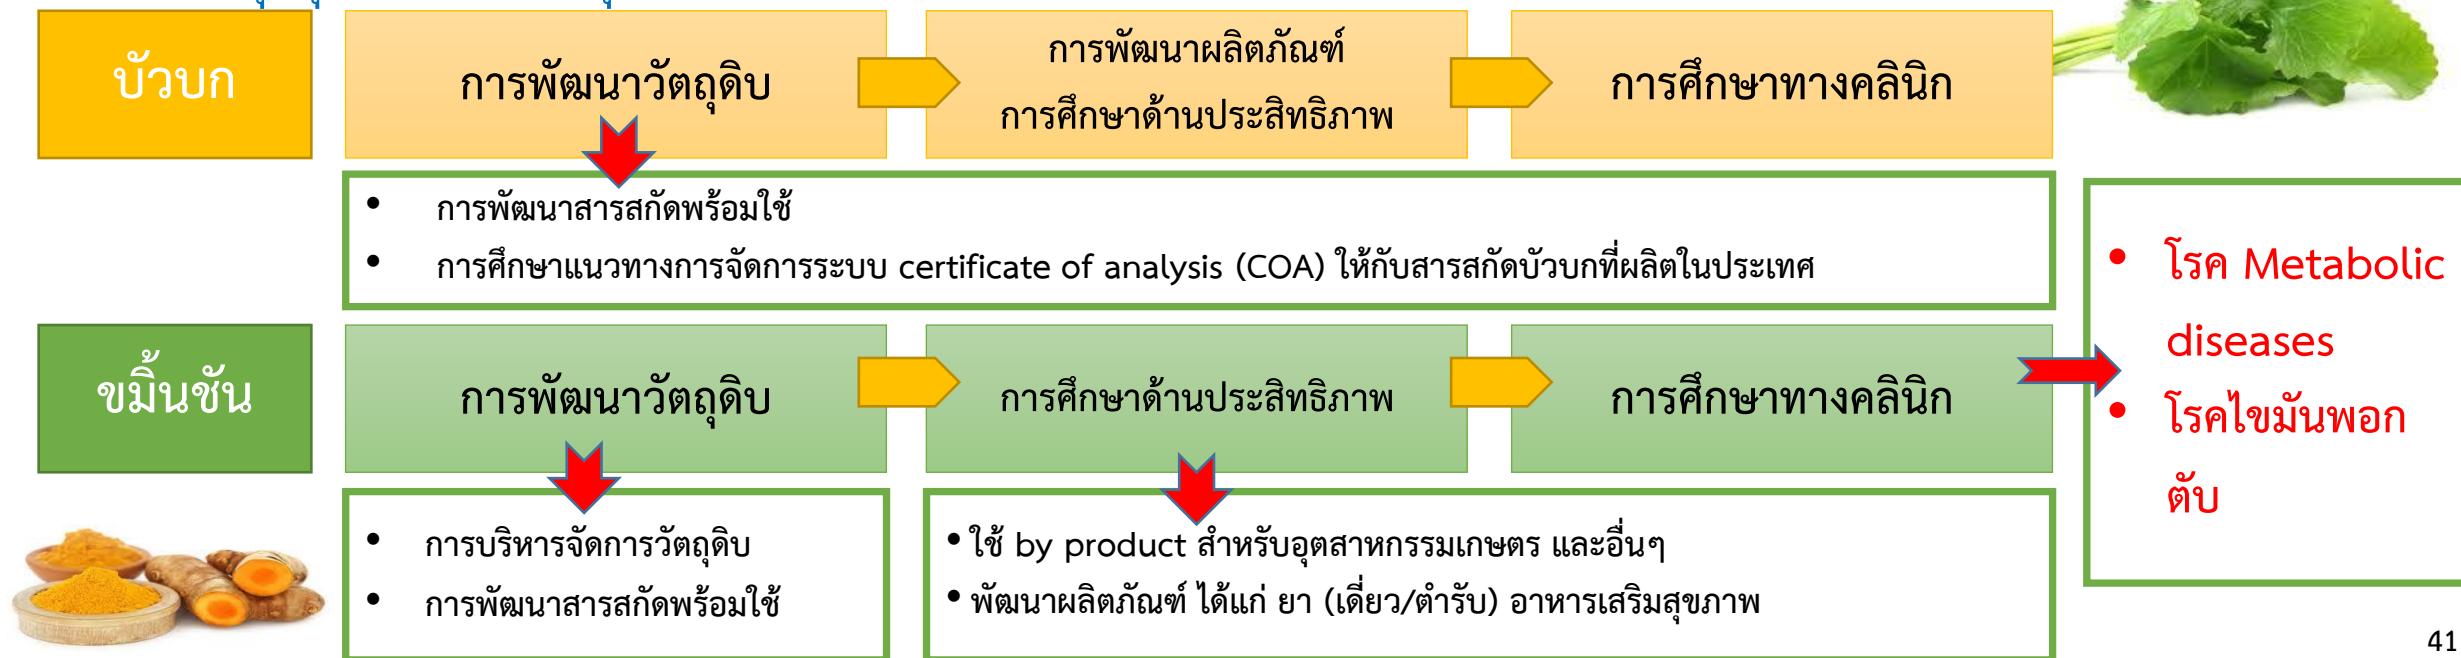 บัวบก
การพัฒนาวัตถุดิบ
การพัฒนาผลิตภัณฑ์
การศึกษาด้านประสิทธิภาพ
การศึกษาทางคลินิก
• การพัฒนาสารสกัดพร้อมใช้
• การศึกษาแนวทางการจัดการระบบ certificate of analysis (COA) ให้กับสารสกัดบัวบกที่ผลิตในประเทศ
ขมิ้นชัน
การพัฒนาวัตถุดิบ
การศึกษาด้านประสิทธิภาพ
การศึกษาทางคลินิก
• โรค Metabolic
diseases
• โรคไขมันพอก
ตับ
• การบริหารจัดการวัตถุดิบ
• การพัฒนาสารสกัดพร้อมใช้
• ใช้ by product สำหรับอุตสาหกรรมเกษตร และอื่นๆ
• พัฒนาผลิตภัณฑ์ ได้แก่ ยา (เดี่ยว/ตำรับ) อาหารเสริมสุขภาพ
41